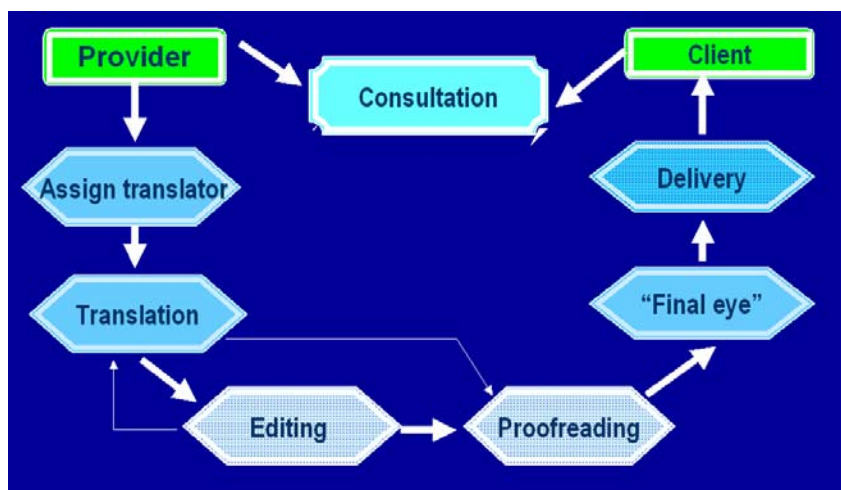 Provider
Client
Consultation
Assign translator
Delivery
Translation
“Final eye”
Editing
Proofreading